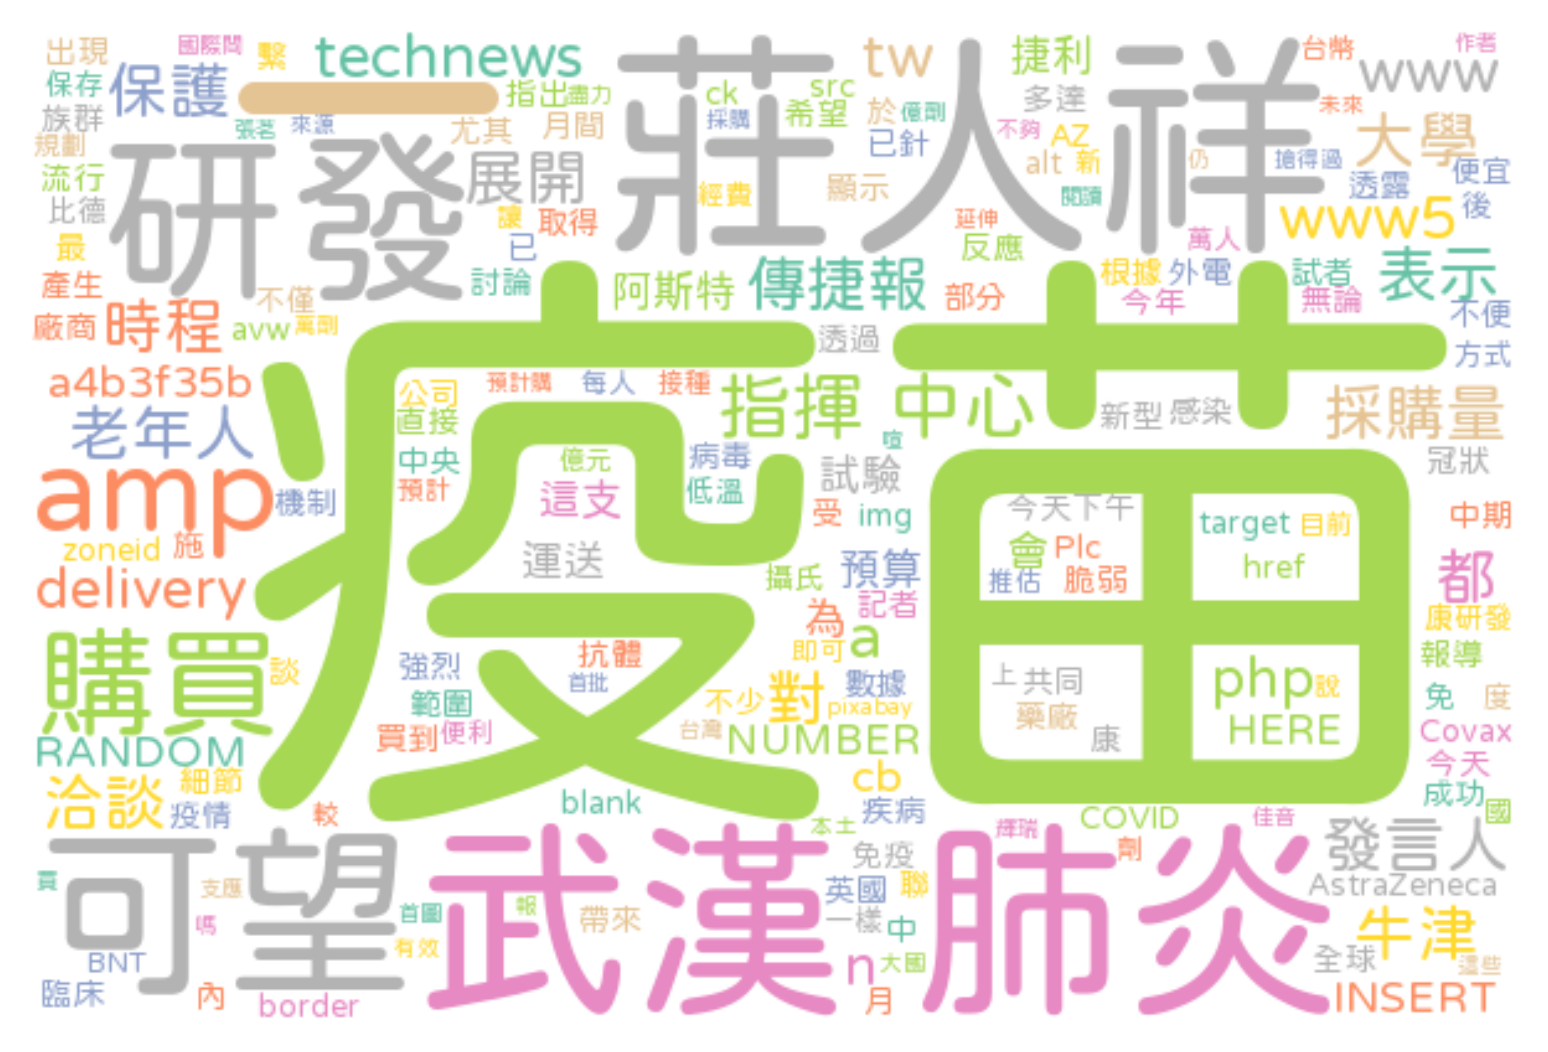 出現
國際間
繫
technews
莊人祥
tw
捷利
台幣
作者
www
保存
保護
一
指出
盡力
ck
src
多達
未來
族群
張茗
來源
尤其
月間
採購
希望
於
億劑
不夠
AZ
大學
規劃
研發
展開
已針
alt
新
仍
搶得過
便宜
流行
經費
顯示
閱讀
透露
比德
讓
取得
延伸
www5
後
最
已
反應
萬人
產生
討論
阿斯特
傳捷報
部分
根據
外電
試者
表示
不僅
今年
無論
廠商
時程
avw
萬劑
疫苗
透過
不便
方式
a4b3f35b
公司
預計購
每人
接種
指揮
中心
新型
感染
採購量
老年人
直接
喧
中央
億元
病毒
試驗
冠狀
amp
機制
預計
這支
低溫
受
img
今天下午
target
目前
中期
zoneid
施
運送
會
Plc
delivery
攝氏
預算
推估
脆弱
href
都
為
記者
康研發
購買
談
強烈
抗體
即可
a
報導
首批
上
共同
php
說
範圍
不少
對
數據
免
度
買到
便利
台灣
pixabay
藥廠
RANDOM
NUMBER
康
HERE
Covax
洽談
細節
cb
今天
疫情
較
blank
疾病
成功
國
本土
COVID
佳音
可望
武漢
肺炎
輝瑞
劑
發言人
免疫
買
支應
英國
聯
AstraZeneca
嗎
首圖
報
帶來
一樣
中
牛津
有效
BNT
n
大國
全球
這些
臨床
內
border
月
INSERT